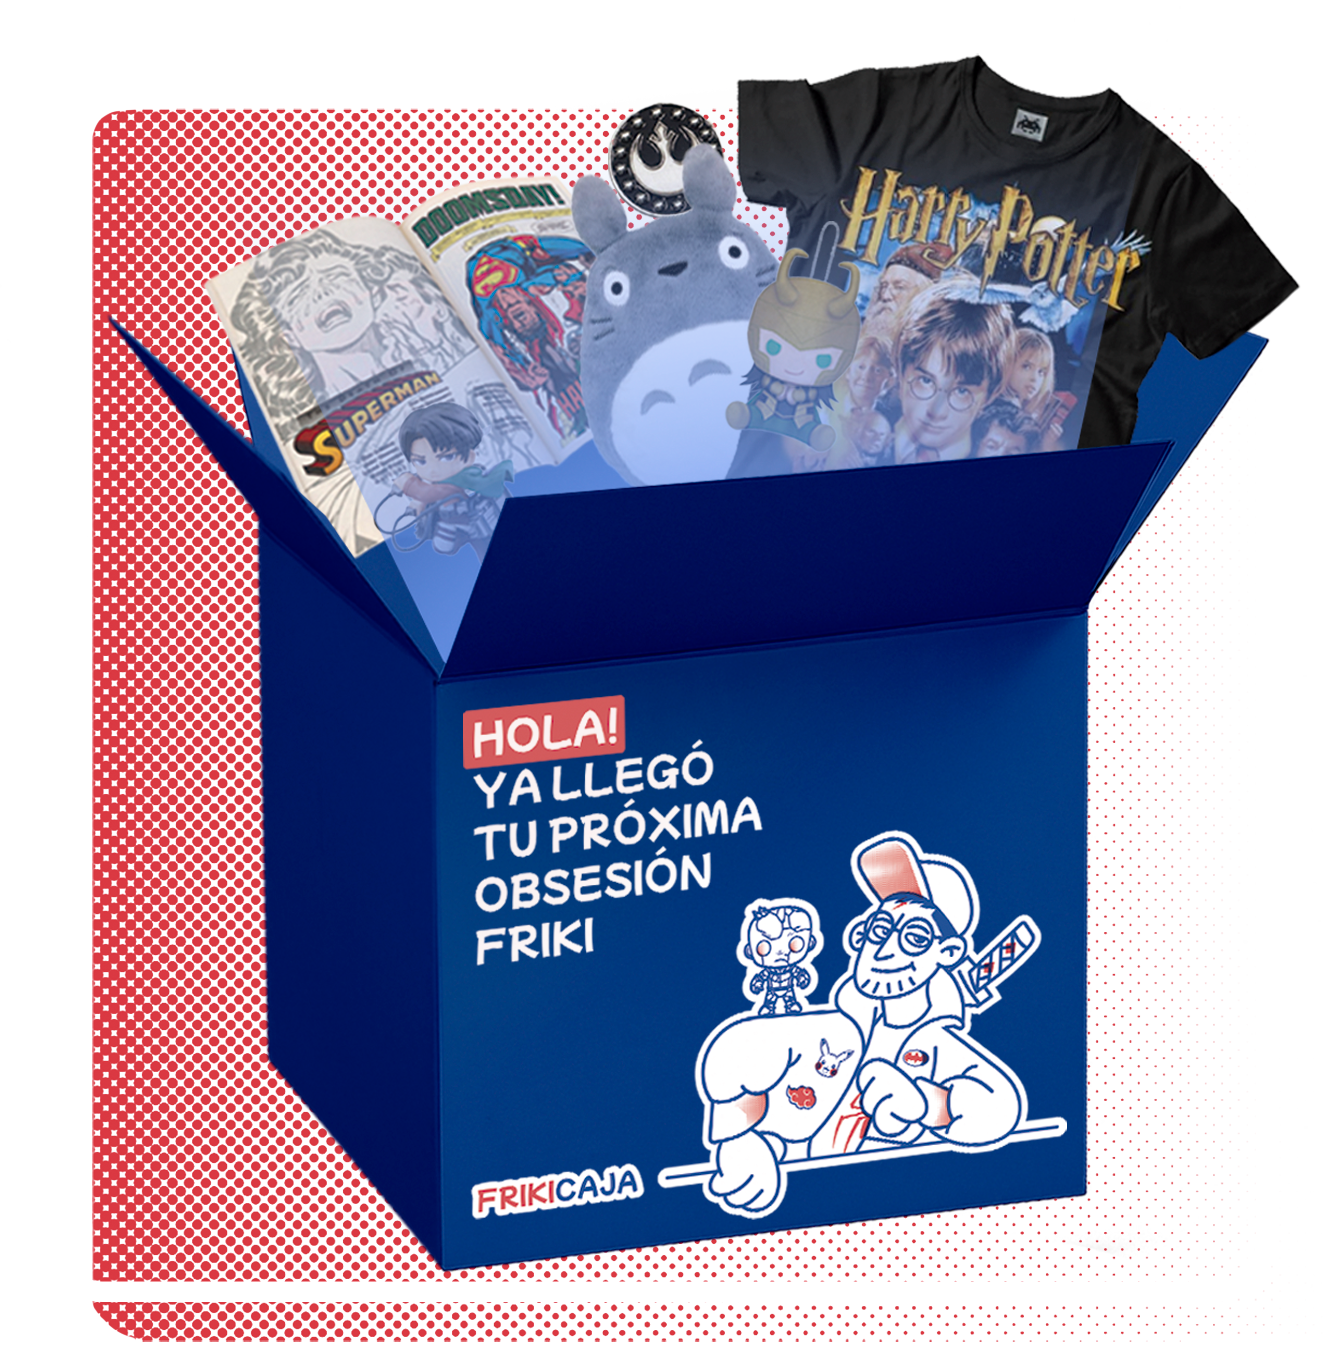 DOOMSDAY!
Harry Potter
SUPERMAN
HOLA!
YA LLEGÓ
TU PRÓXIMA
OBSESIÓN
FRIKI
FRIKICAJA